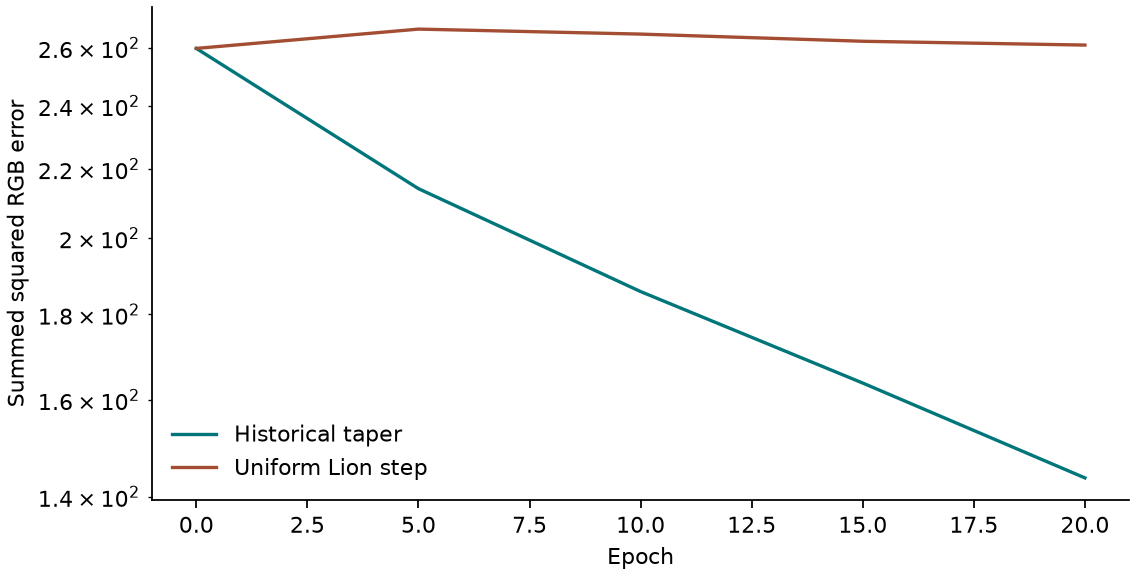 Summed squared RGB error
2.6 × 10²
2.4 × 10²
2.2 × 10²
2 × 10²
1.8 × 10²
1.6 × 10²
1.4 × 10²
Historical taper
Uniform Lion step
0.0 2.5 5.0 7.5 10.0 12.5 15.0 17.5 20.0
Epoch